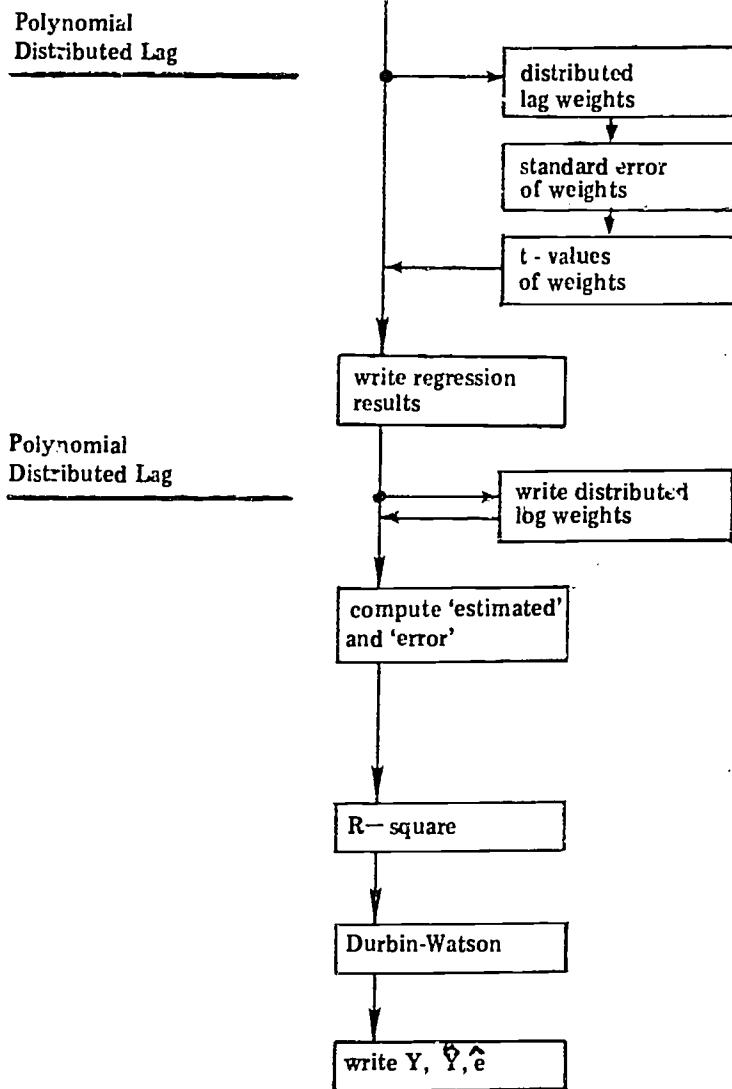 Polynomial
Distributed Lag
distributed
lag weights
standard error
of weights
t - values
of weights
write regression
results
Polynomial
Distributed Lag
write distributed
log weights
compute ‘estimated’
and ‘error’
R— square
Durbin-Watson
write Y, Ŷ, ê